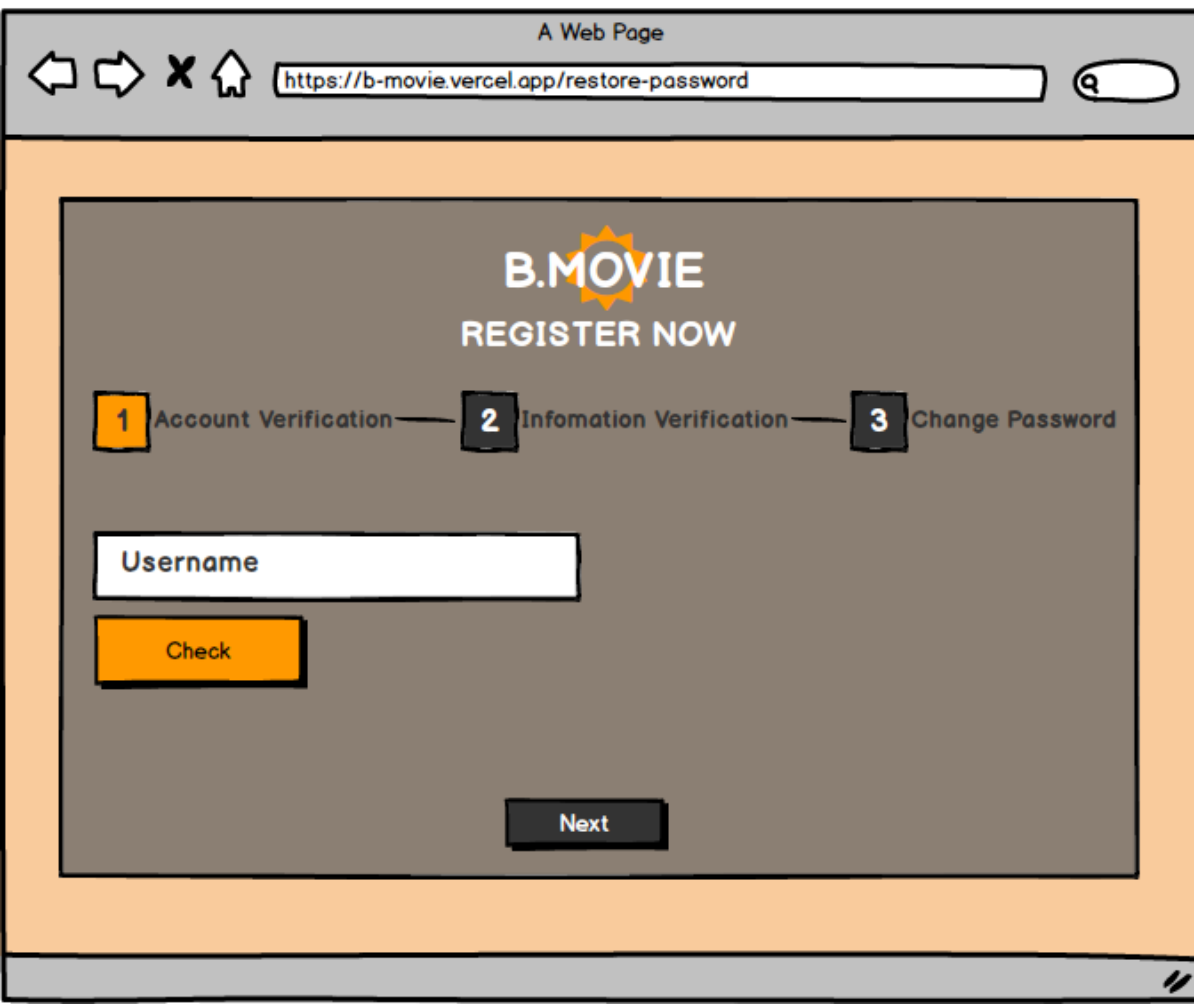 A Web Page
https://b-movie.vercel.app/restore-password
B.MOVIE
REGISTER NOW
1 Account Verification 2 Infomation Verification 3 Change Password
Username
Check
Next